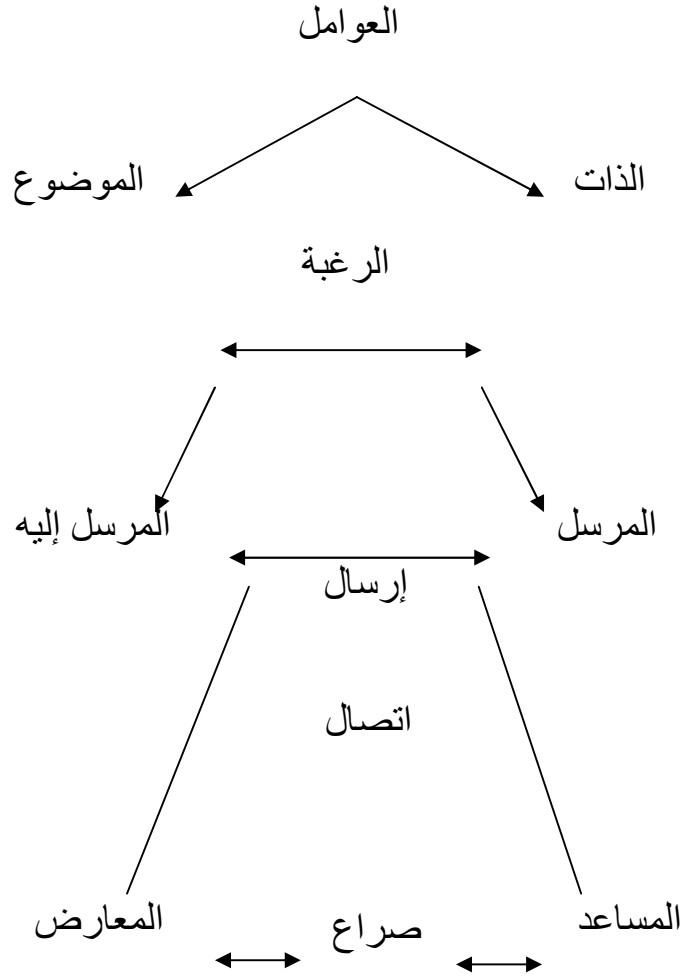 العوامل
الذات الموضوع
الرغبة
المرسل المرسل إليه
إرسال
اتصال
المساعد صراع المعارض